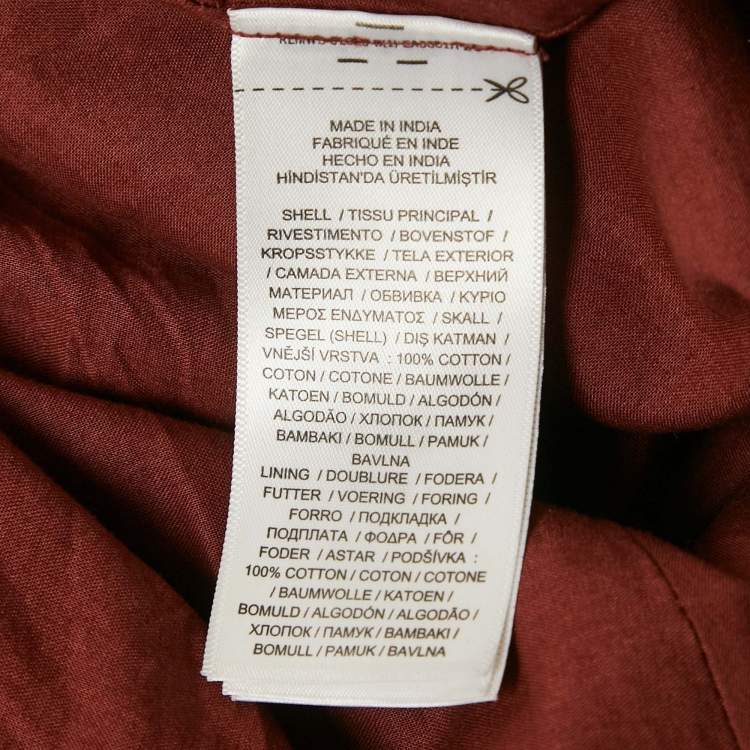 MADE IN INDIA
FABRIQUÉ EN INDE
HECHO EN INDIA
HİNDİSTAN'DA ÜRETİLMİŞTİR
SHELL / TISSU PRINCIPAL /
RIVESTIMENTO / BOVENSTOF /
KROPSSTYKKE / TELA EXTERIOR
/ CAMADA EXTERNA / ВЕРХНИЙ
МАТЕРИАЛ / ОБВИВКА / ΚΥΡΙΟ
ΜΕΡΟΣ ΕΝΔΥΜΑΤΟΣ / SKALL /
SPEGEL (SHELL) / DIŞ KATMAN /
VNĚJŠÍ VRSTVA : 100% COTTON /
COTON / COTONE / BAUMWOLLE /
KATOEN / BOMULD / ALGODÓN /
ALGODÃO / ХЛОПОК / ПАМУК /
BAMBAKI / BOMULL / PAMUK /
BAVLNA
LINING / DOUBLURE / FODERA /
FUTTER / VOERING / FORING /
FORRO / ПОДКЛАДКА /
ПОДПЛАТА / ΦΟΔΡΑ / FÔR /
FODER / ASTAR / PODŠÍVKA :
100% COTTON / COTON / COTONE
/ BAUMWOLLE / KATOEN /
BOMULD / ALGODÓN / ALGODÃO /
ХЛОПОК / ПАМУК / BAMBAKI /
BOMULL / PAMUK / BAVLNA